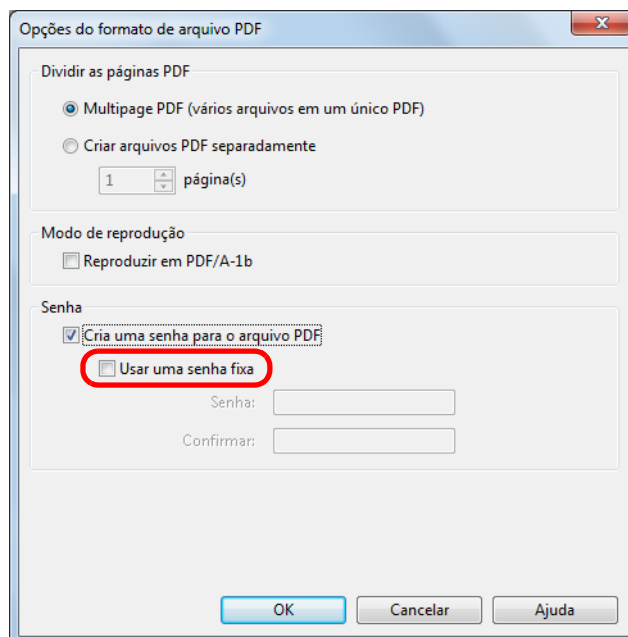 Opções do formato de arquivo PDF
Dividir as páginas PDF
Multipage PDF (vários arquivos em um único PDF)
Criar arquivos PDF separadamente
1 página(s)
Modo de reprodução
Reproduzir em PDF/A-1b
Senha
Cria uma senha para o arquivo PDF
Usar uma senha fixa
Senha:
Confirmar:
OK Cancelar Ajuda